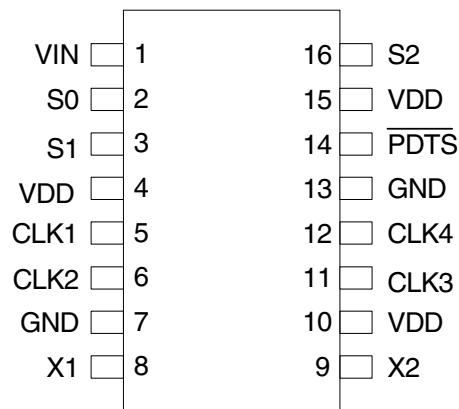 VIN 1 16 S2
S0 2 15 VDD
S1 3 14 PDTS
VDD 4 13 GND
CLK1 5 12 CLK4
CLK2 6 11 CLK3
GND 7 10 VDD
X1 8 9 X2